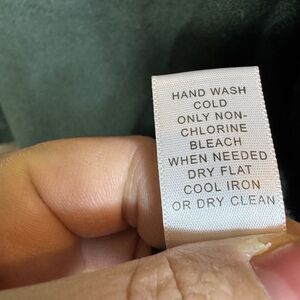 HAND WASH
COLD
ONLY NON-
CHLORINE
BLEACH
WHEN NEEDED
DRY FLAT
COOL IRON
OR DRY CLEAN